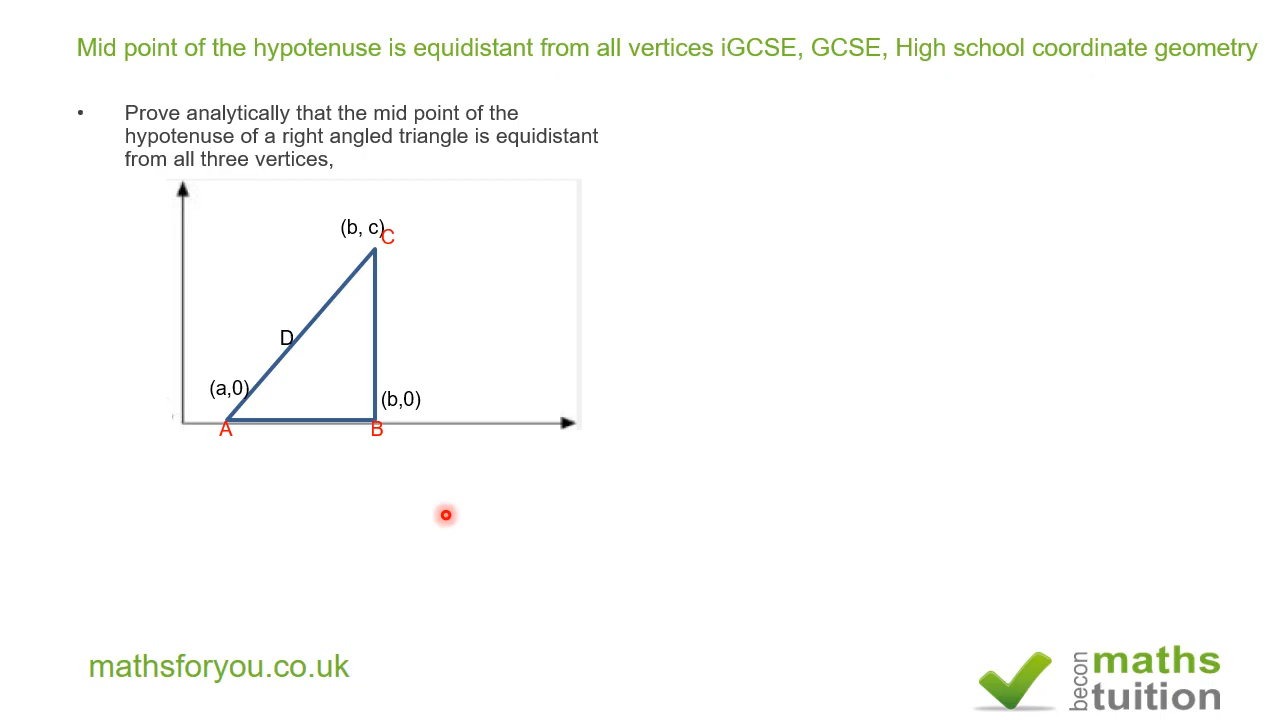 Mid point of the hypotenuse is equidistant from all vertices iGCSE, GCSE, High school coordinate geometry
• Prove analytically that the mid point of the
hypotenuse of a right angled triangle is equidistant
from all three vertices,
(b, c)
C
D
(a,0)
(b,0)
A
B
mathsforyou.co.uk
becon
maths
tuition